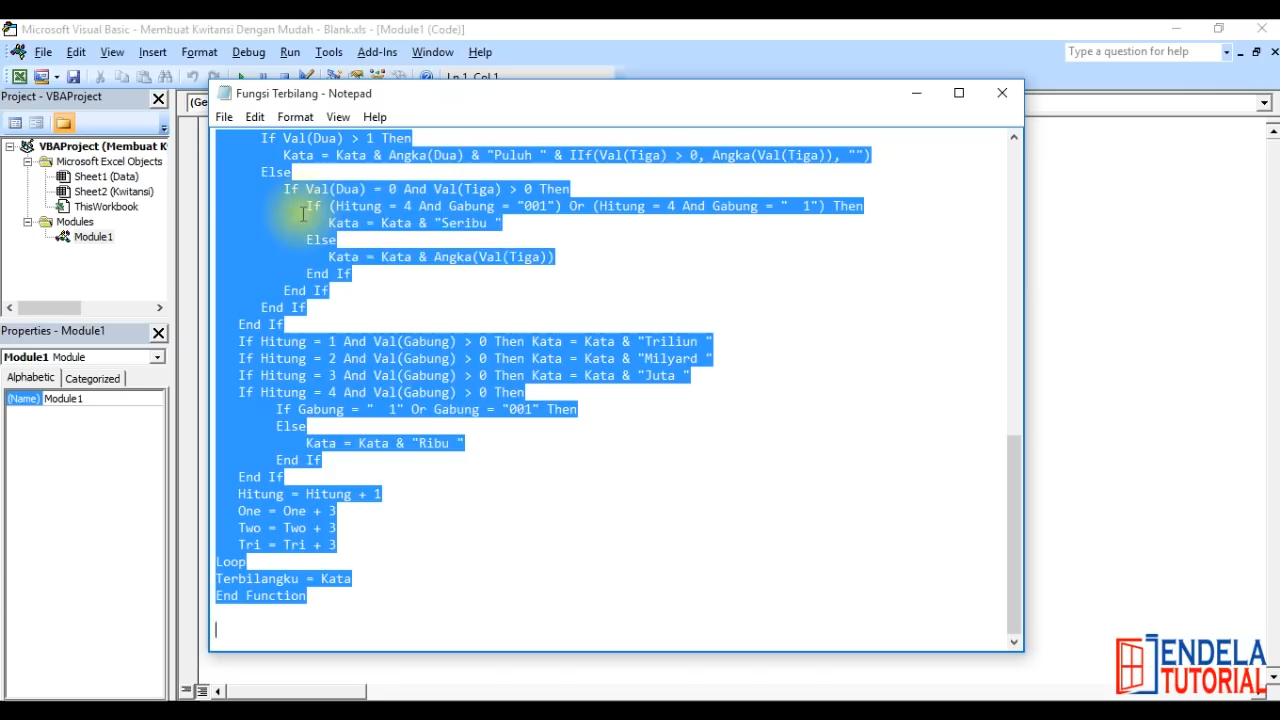 Microsoft Visual Basic - Membuat Kwitansi Dengan Mudah - Blank.xls - [Module1 (Code)]
File Edit View Insert Format Debug Run Tools Add-Ins Window Help
Type a question for help
Ln 1, Col 1
Project - VBAProject
(Ge
VBAProject (Membuat K
Microsoft Excel Objects
Sheet1 (Data)
Sheet2 (Kwitansi)
ThisWorkbook
Modules
Module1
Properties - Module1
Module1 Module
Alphabetic Categorized
(Name) Module1
Fungsi Terbilang - Notepad
File Edit Format View Help
If Val(Dua) > 1 Then
Kata = Kata & Angka(Dua) & "Puluh " & IIf(Val(Tiga) > 0, Angka(Val(Tiga)), "")
Else
If Val(Dua) = 0 And Val(Tiga) > 0 Then
If (Hitung = 4 And Gabung = "001") Or (Hitung = 4 And Gabung = "  1") Then
Kata = Kata & "Seribu "
Else
Kata = Kata & Angka(Val(Tiga))
End If
End If
End If
End If
If Hitung = 1 And Val(Gabung) > 0 Then Kata = Kata & "Triliun "
If Hitung = 2 And Val(Gabung) > 0 Then Kata = Kata & "Milyard "
If Hitung = 3 And Val(Gabung) > 0 Then Kata = Kata & "Juta "
If Hitung = 4 And Val(Gabung) > 0 Then
If Gabung = "  1" Or Gabung = "001" Then
Else
Kata = Kata & "Ribu "
End If
End If
Hitung = Hitung + 1
One = One + 3
Two = Two + 3
Tri = Tri + 3
Loop
Terbilangku = Kata
End Function
JENDELA
TUTORIAL